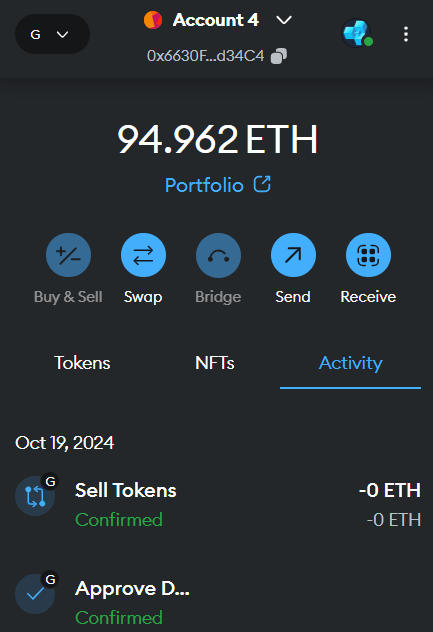 G
Account 4
0x6630F...d34C4
94.962 ETH
Portfolio
Buy & Sell
Swap
Bridge
Send
Receive
Tokens
NFTs
Activity
Oct 19, 2024
G
Sell Tokens
-0 ETH
Confirmed
-0 ETH
G
Approve D...
Confirmed